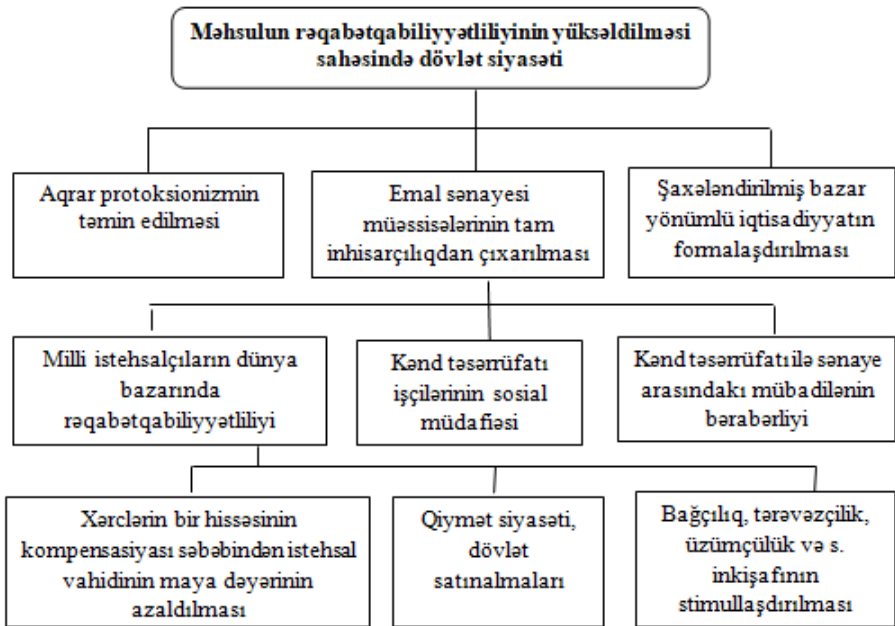 Məhsulun rəqabətqabiliyyətliliyinin yüksəldilməsi
sahəsində dövlət siyasəti
Aqrar protoksionizmin
təmin edilməsi
Emal sənayesi
müəssisələrinin tam
inhisarçılıqdan çıxarılması
Şaxələndirilmiş bazar
yönümlü iqtisadiyyatın
formalaşdırılması
Milli istehsalçıların dünya
bazarında
rəqabətqabiliyyətliliyi
Kənd təsərrüfatı
işçilərinin sosial
müdafiəsi
Kənd təsərrüfatı ilə sənaye
arasındakı mübadilənin
bərabərliyi
Xərclərin bir hissəsinin
kompensasiyası səbəbindən istehsal
vahidinin maya dəyərinin
azaldılması
Qiymət siyasəti,
dövlət
satınalmaları
Bağçılıq, tərəvəzçilik,
üzümçülük və s.
inkişafının
stimullaşdırılması